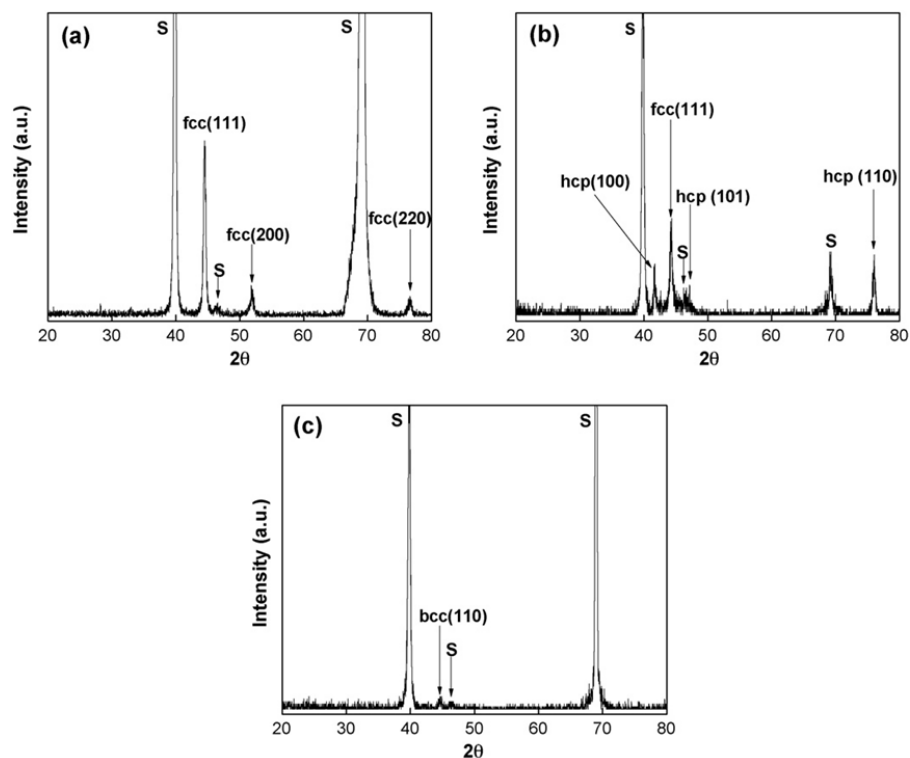 (a)
S
S
fcc(111)
fcc(200)
S
fcc(220)
Intensity (a.u.)
20 30 40 50 60 70 80
2θ
(b)
S
fcc(111)
hcp(100)
hcp (101)
hcp (110)
S
S
Intensity (a.u.)
20 30 40 50 60 70 80
2θ
(c)
S
S
bcc(110)
S
Intensity (a.u.)
20 30 40 50 60 70 80
2θ